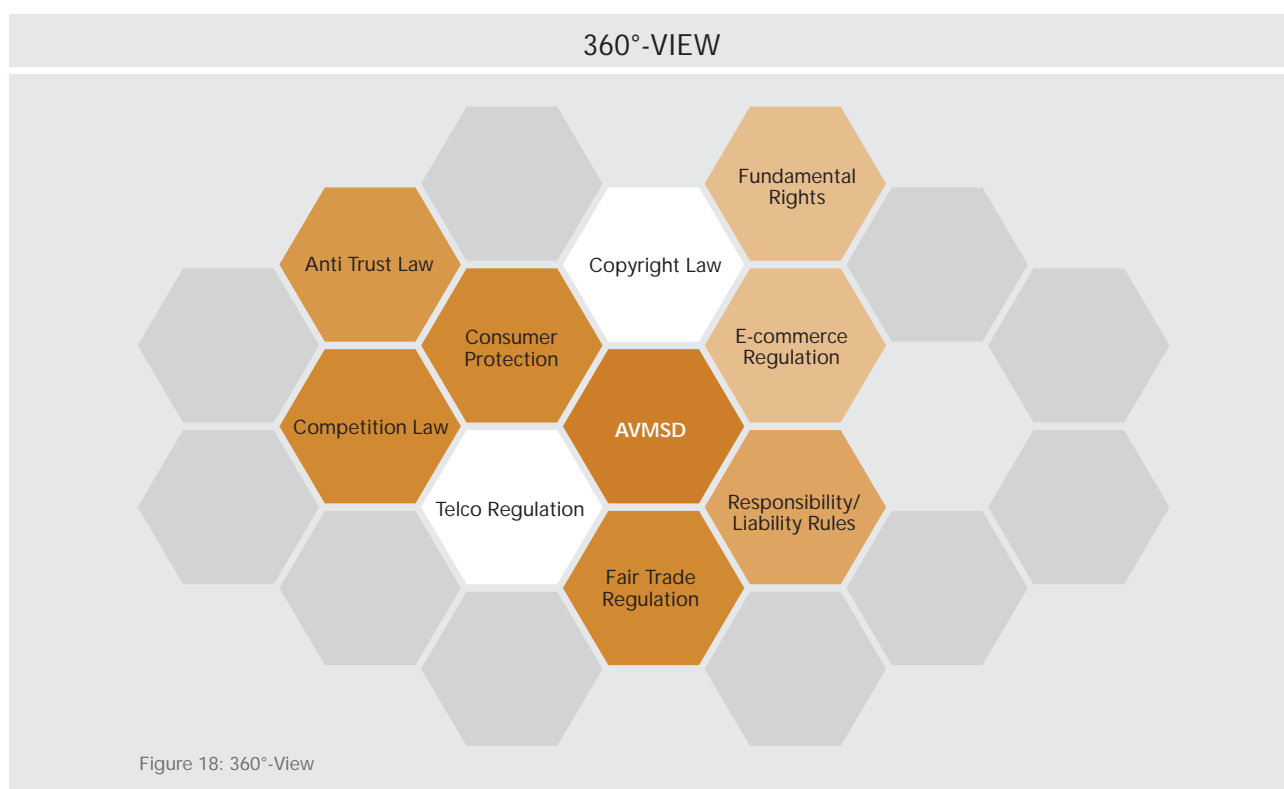 360°-VIEW
Fundamental
Rights
Anti Trust Law
Copyright Law
Consumer
Protection
E-commerce
Regulation
Competition Law
AVMSD
Telco Regulation
Responsibility/
Liability Rules
Fair Trade
Regulation
Figure 18: 360°-View